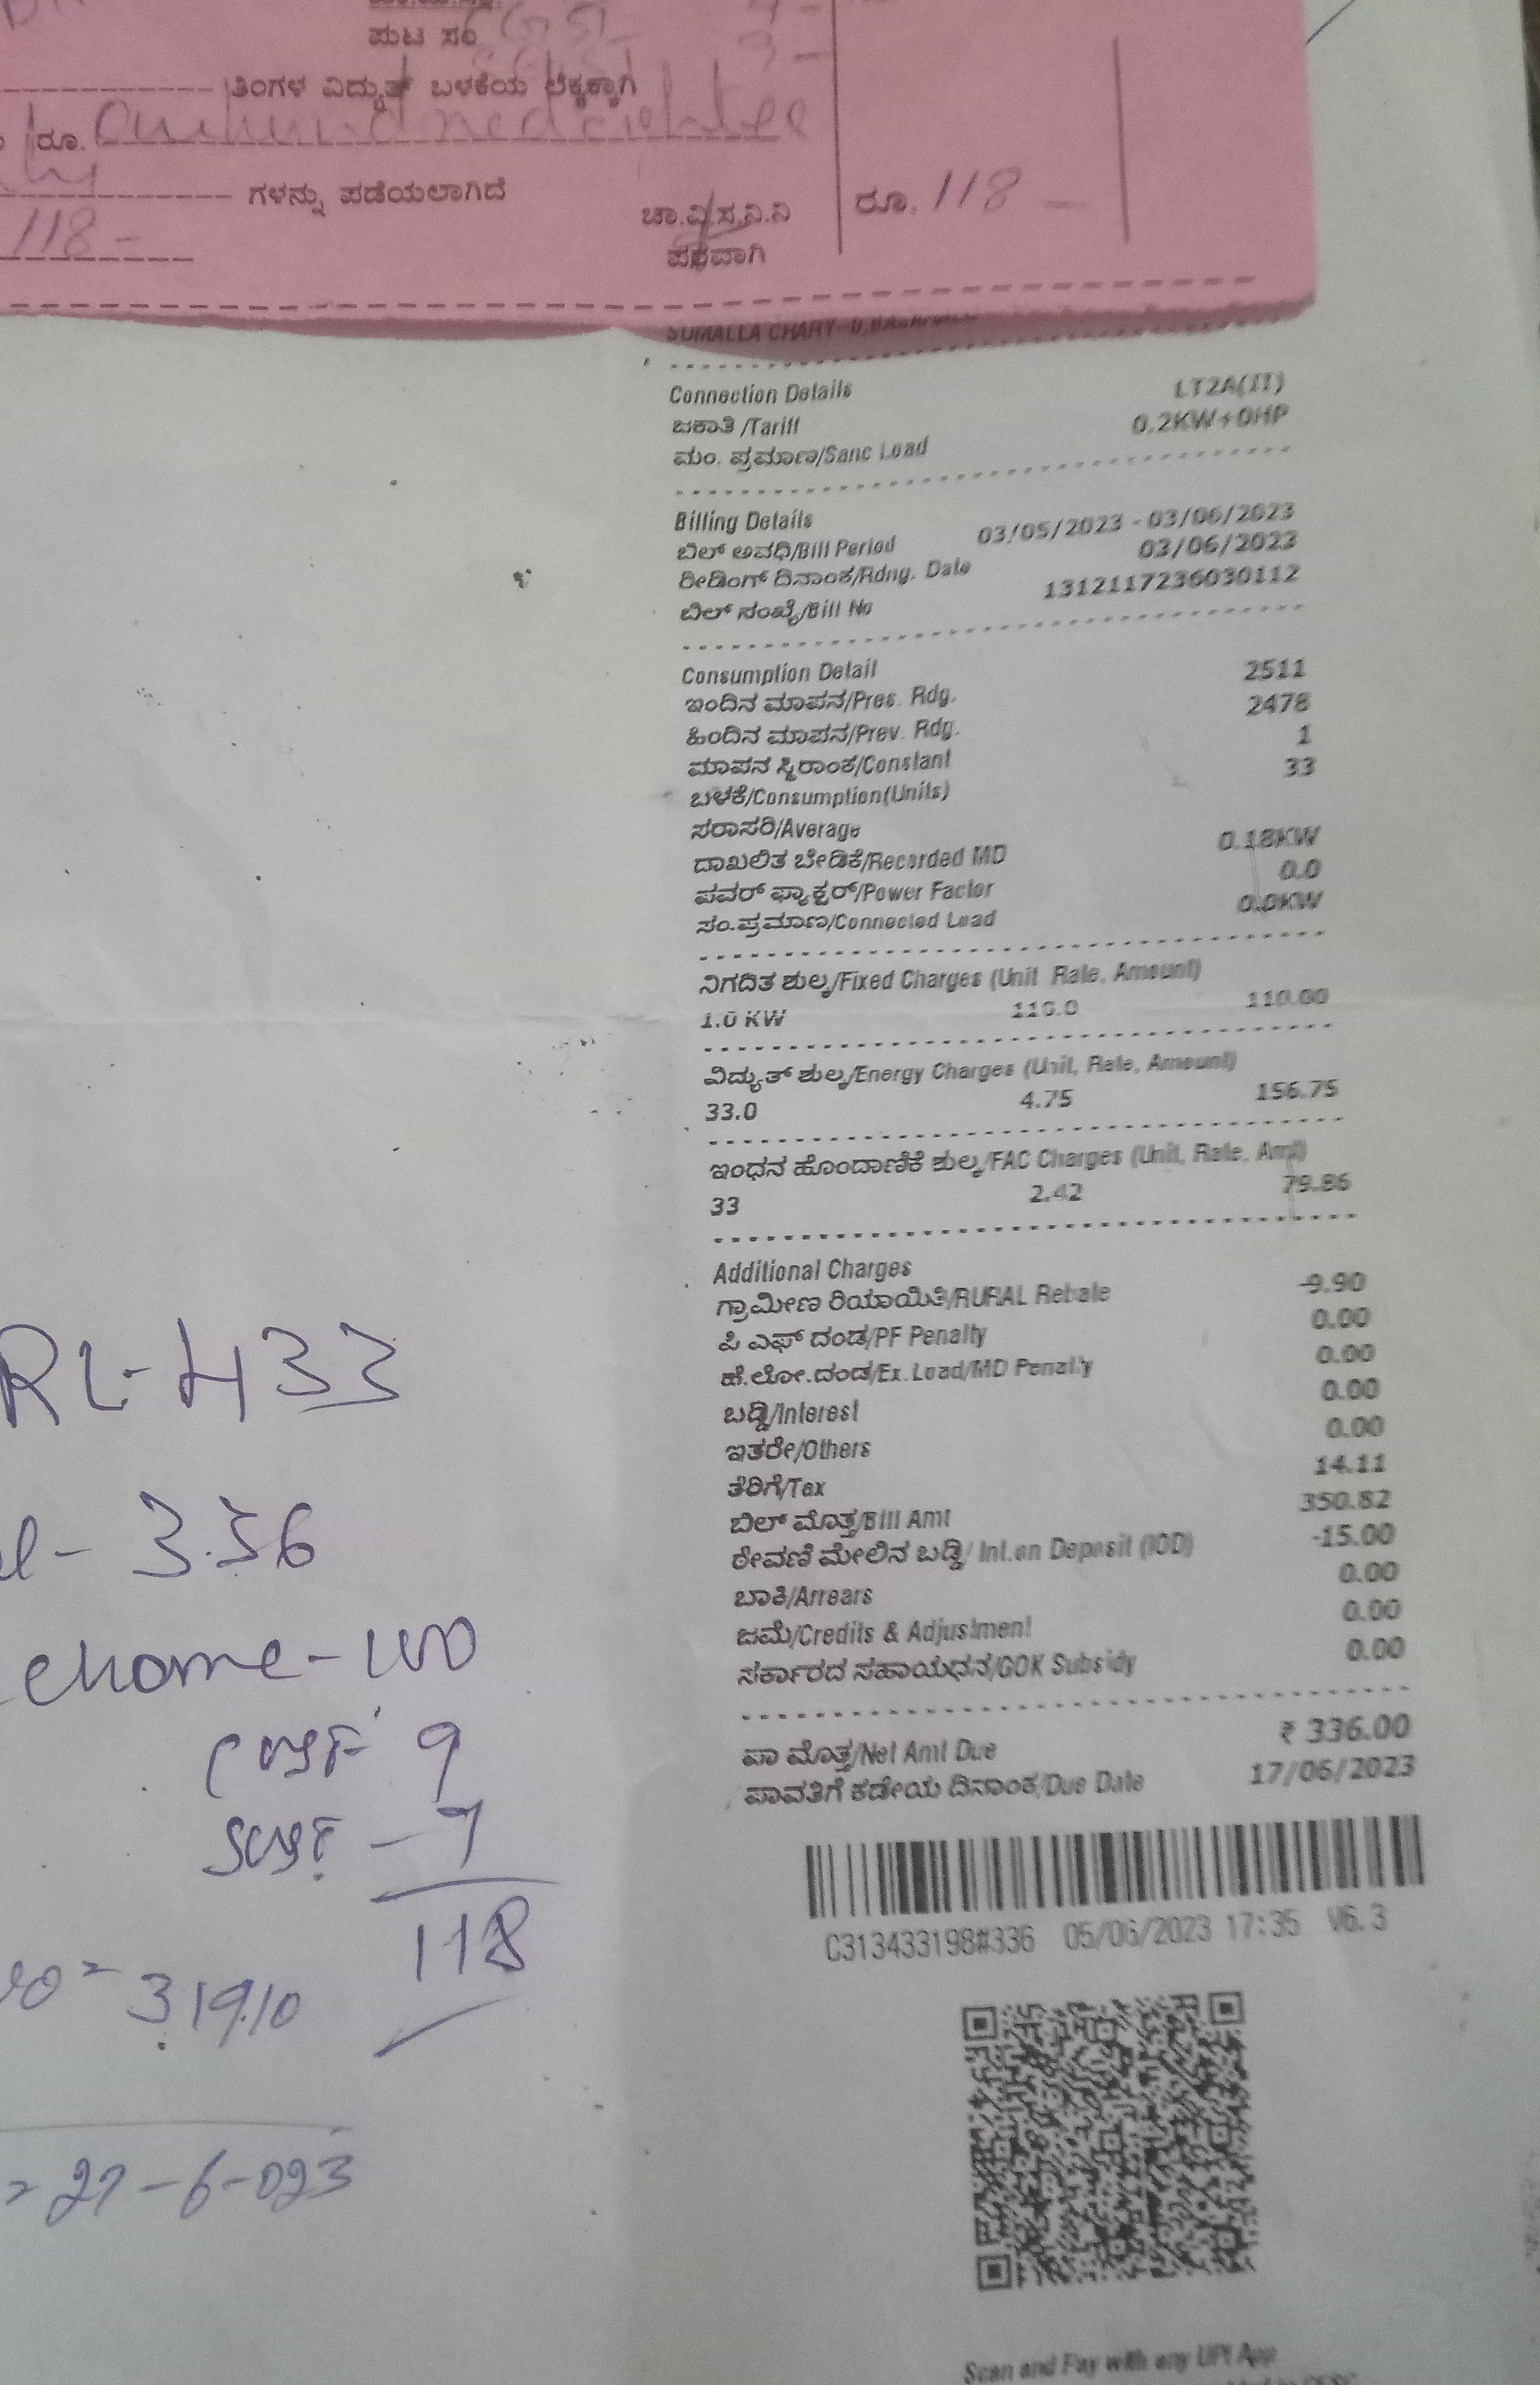 ಪುಟ ಸಂ
ತಿಂಗಳ ವಿದ್ಯುತ್ ಬಳಕೆಯ ಲೆಕ್ಕಕ್ಕಾಗಿ
ರೂ.
ಗಳನ್ನು ಪಡೆಯಲಾಗಿದೆ
118 -
ಚಾ.ವಿ.ಸ.ನಿ.ನಿ
ಪರವಾಗಿ
ರೂ. 118 -
SOMALLA CHARY
Connection Details
ಜಕಾತಿ /Tariff LT2A(II)
ಮಂ. ಪ್ರಮಾಣ/Sanc Load 0.2KW+0HP
Billing Details
ಬಿಲ್ ಅವಧಿ/Bill Period 03/05/2023 - 03/06/2023
ರೀಡಿಂಗ್ ದಿನಾಂಕ/Rdng. Date 03/06/2023
ಬಿಲ್ ಸಂಖ್ಯೆ/Bill No 1312117236030112
Consumption Detail
ಇಂದಿನ ಮಾಪನ/Pres. Rdg. 2511
ಹಿಂದಿನ ಮಾಪನ/Prev. Rdg. 2478
ಮಾಪನ ಸ್ಥಿರಾಂಕ/Constant 1
ಬಳಕೆ/Consumption(Units) 33
ಸರಾಸರಿ/Average
ದಾಖಲಿತ ಬೇಡಿಕೆ/Recorded MD 0.18KW
ಪವರ್ ಫ್ಯಾಕ್ಟರ್/Power Factor 0.0
ಸಂ.ಪ್ರಮಾಣ/Connected Load 0.0KW
ನಿಗದಿತ ಶುಲ್ಕ/Fixed Charges (Unit Rate, Amount)
1.0 KW 110.0 110.00
ವಿದ್ಯುತ್ ಶುಲ್ಕ/Energy Charges (Unit, Rate, Amount)
33.0 4.75 156.75
ಇಂಧನ ಹೊಂದಾಣಿಕೆ ಶುಲ್ಕ/FAC Charges (Unit, Rate, Amt)
33 2.42 79.86
Additional Charges
ಗ್ರಾಮೀಣ ರಿಯಾಯಿತಿ/RURAL Rebate -9.90
ಪಿ ಎಫ್ ದಂಡ/PF Penalty 0.00
ಹೆ.ಲೋ.ದಂಡ/Ex.Load/MD Penalty 0.00
ಬಡ್ಡಿ/Interest 0.00
ಇತರೇ/Others 0.00
ತೆರಿಗೆ/Tax 14.11
ಬಿಲ್ ಮೊತ್ತ/Bill Amt 350.82
ಠೇವಣಿ ಮೇಲಿನ ಬಡ್ಡಿ/ Int.on Deposit (IOD) -15.00
ಬಾಕಿ/Arrears 0.00
ಜಮೆ/Credits & Adjustment 0.00
ಸರ್ಕಾರದ ಸಹಾಯಧನ/GOK Subsidy 0.00
ಪಾ ಮೊತ್ತ/Net Amt Due ₹ 336.00
ಪಾವತಿಗೆ ಕಡೇಯ ದಿನಾಂಕ/Due Date 17/06/2023
C313433198#336 05/06/2023 17:35 V6.3
Scan and Pay with any UPI App
RL-433
336
100
9
118
31910
= 27-6-023